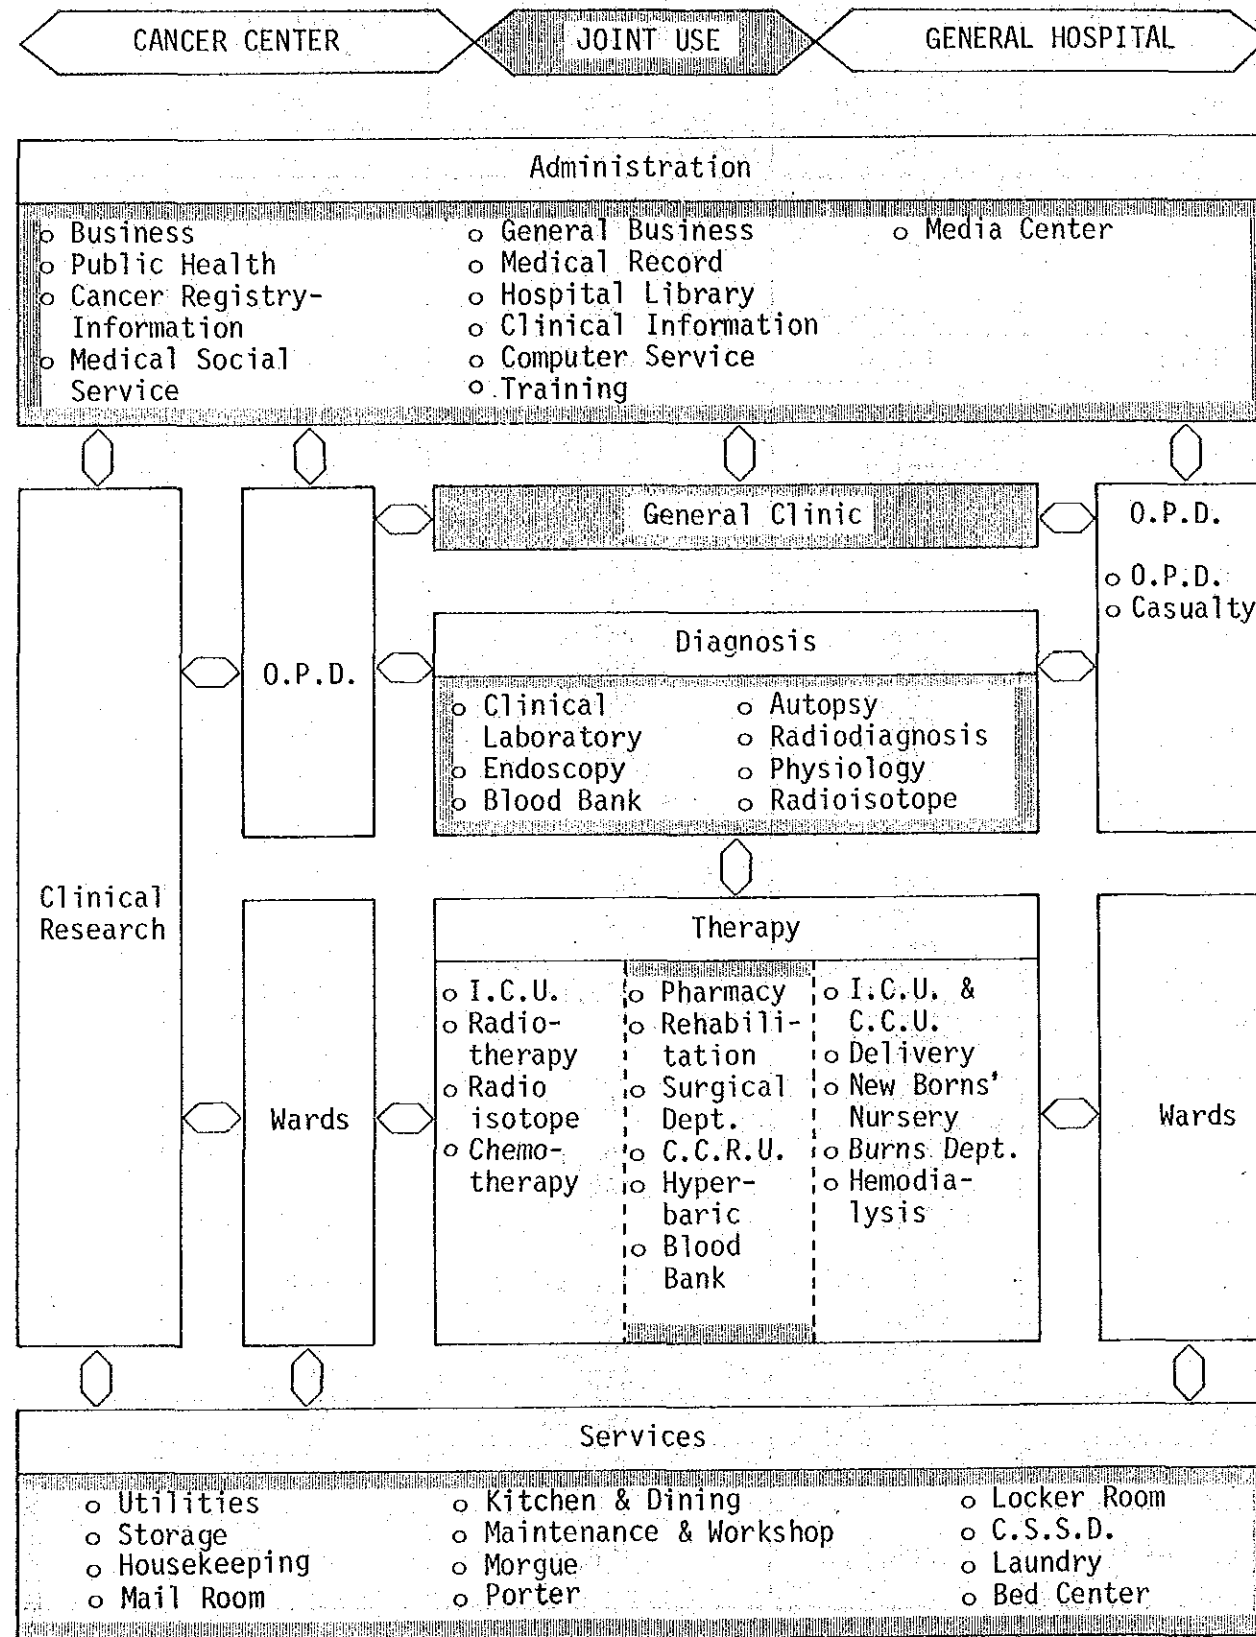 CANCER CENTER
JOINT USE
GENERAL HOSPITAL
Administration
o Business
o Public Health
o Cancer Registry-
Information
o Medical Social
Service
o General Business
o Medical Record
o Hospital Library
o Clinical Information
o Computer Service
o Training
o Media Center
Clinical
Research
O.P.D.
General Clinic
O.P.D.
o O.P.D.
o Casualty
Diagnosis
o Clinical
Laboratory
o Endoscopy
o Blood Bank
o Autopsy
o Radiodiagnosis
o Physiology
o Radioisotope
Wards
Therapy
o I.C.U.
o Radio-
therapy
o Radio
isotope
o Chemo-
therapy
o Pharmacy
o Rehabili-
tation
o Surgical
Dept.
o C.C.R.U.
o Hyper-
baric
o Blood
Bank
o I.C.U. &
C.C.U.
o Delivery
o New Borns'
Nursery
o Burns Dept.
o Hemodia-
lysis
Wards
Services
o Utilities
o Storage
o Housekeeping
o Mail Room
o Kitchen & Dining
o Maintenance & Workshop
o Morgue
o Porter
o Locker Room
o C.S.S.D.
o Laundry
o Bed Center